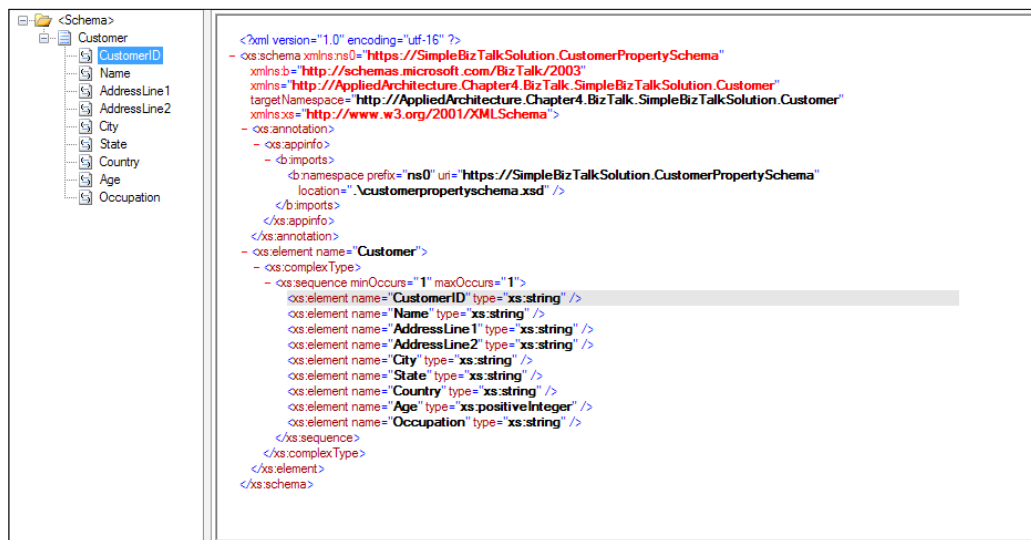 <Schema>
Customer
CustomerID
Name
AddressLine1
AddressLine2
City
State
Country
Age
Occupation
<?xml version="1.0" encoding="utf-16" ?>
- <xs:schema xmlns:ns0="https://SimpleBizTalkSolution.CustomerPropertySchema"
xmlns:b="http://schemas.microsoft.com/BizTalk/2003"
xmlns="http://AppliedArchitecture.Chapter4.BizTalk.SimpleBizTalkSolution.Customer"
targetNamespace="http://AppliedArchitecture.Chapter4.BizTalk.SimpleBizTalkSolution.Customer"
xmlns:xs="http://www.w3.org/2001/XMLSchema">
- <xs:annotation>
- <xs:appinfo>
- <b:imports>
<b:namespace prefix="ns0" uri="https://SimpleBizTalkSolution.CustomerPropertySchema"
location=".\customerpropertyschema.xsd" />
</b:imports>
</xs:appinfo>
</xs:annotation>
- <xs:element name="Customer">
- <xs:complexType>
- <xs:sequence minOccurs="1" maxOccurs="1">
<xs:element name="CustomerID" type="xs:string" />
<xs:element name="Name" type="xs:string" />
<xs:element name="AddressLine1" type="xs:string" />
<xs:element name="AddressLine2" type="xs:string" />
<xs:element name="City" type="xs:string" />
<xs:element name="State" type="xs:string" />
<xs:element name="Country" type="xs:string" />
<xs:element name="Age" type="xs:positiveInteger" />
<xs:element name="Occupation" type="xs:string" />
</xs:sequence>
</xs:complexType>
</xs:element>
</xs:schema>